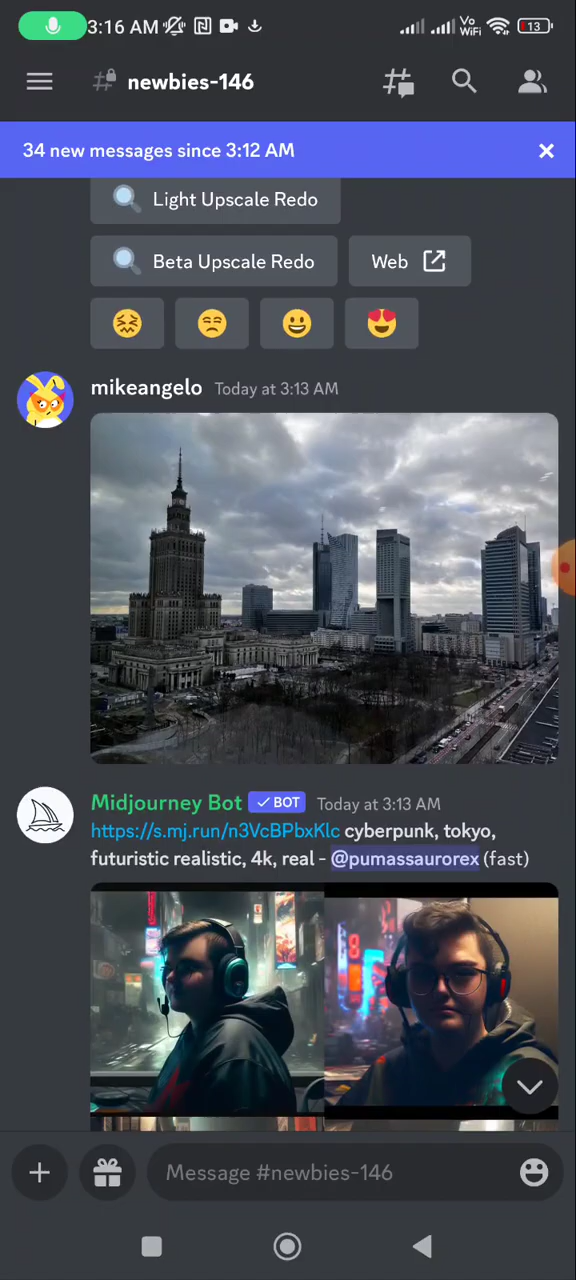 3:16 AM Vo WiFi 13
newbies-146
34 new messages since 3:12 AM
Light Upscale Redo
Beta Upscale Redo Web
mikeangelo Today at 3:13 AM
Midjourney Bot BOT Today at 3:13 AM
https://s.mj.run/n3VcBPbxKlc cyberpunk, tokyo,
futuristic realistic, 4k, real - @pumassaurorex (fast)
Message #newbies-146